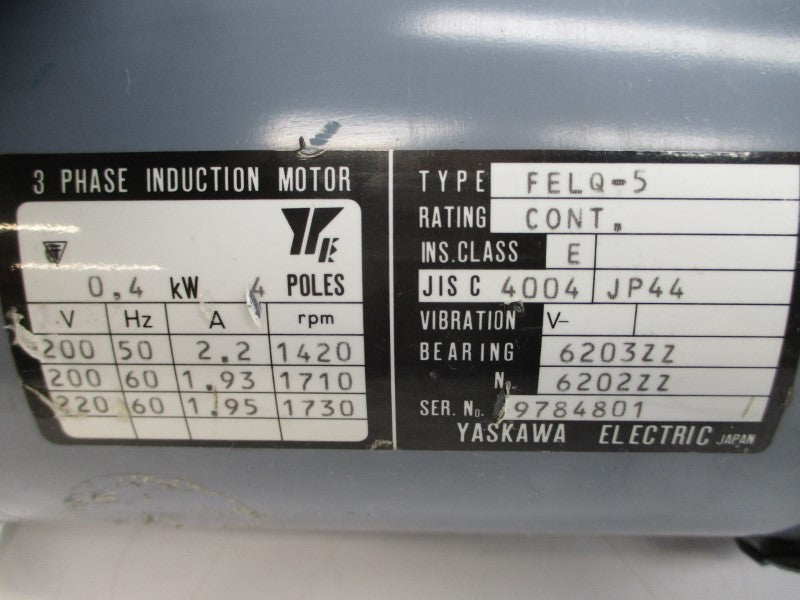 3 PHASE INDUCTION MOTOR
0.4 kW 4 POLES
V Hz A rpm
200 50 2.2 1420
200 60 1.93 1710
220 60 1.95 1730
TYPE FELQ-5
RATING CONT.
INS.CLASS E
JIS C 4004 JP44
VIBRATION V-
BEARING 6203ZZ
No. 6202ZZ
SER. No. 9784801
YASKAWA ELECTRIC JAPAN